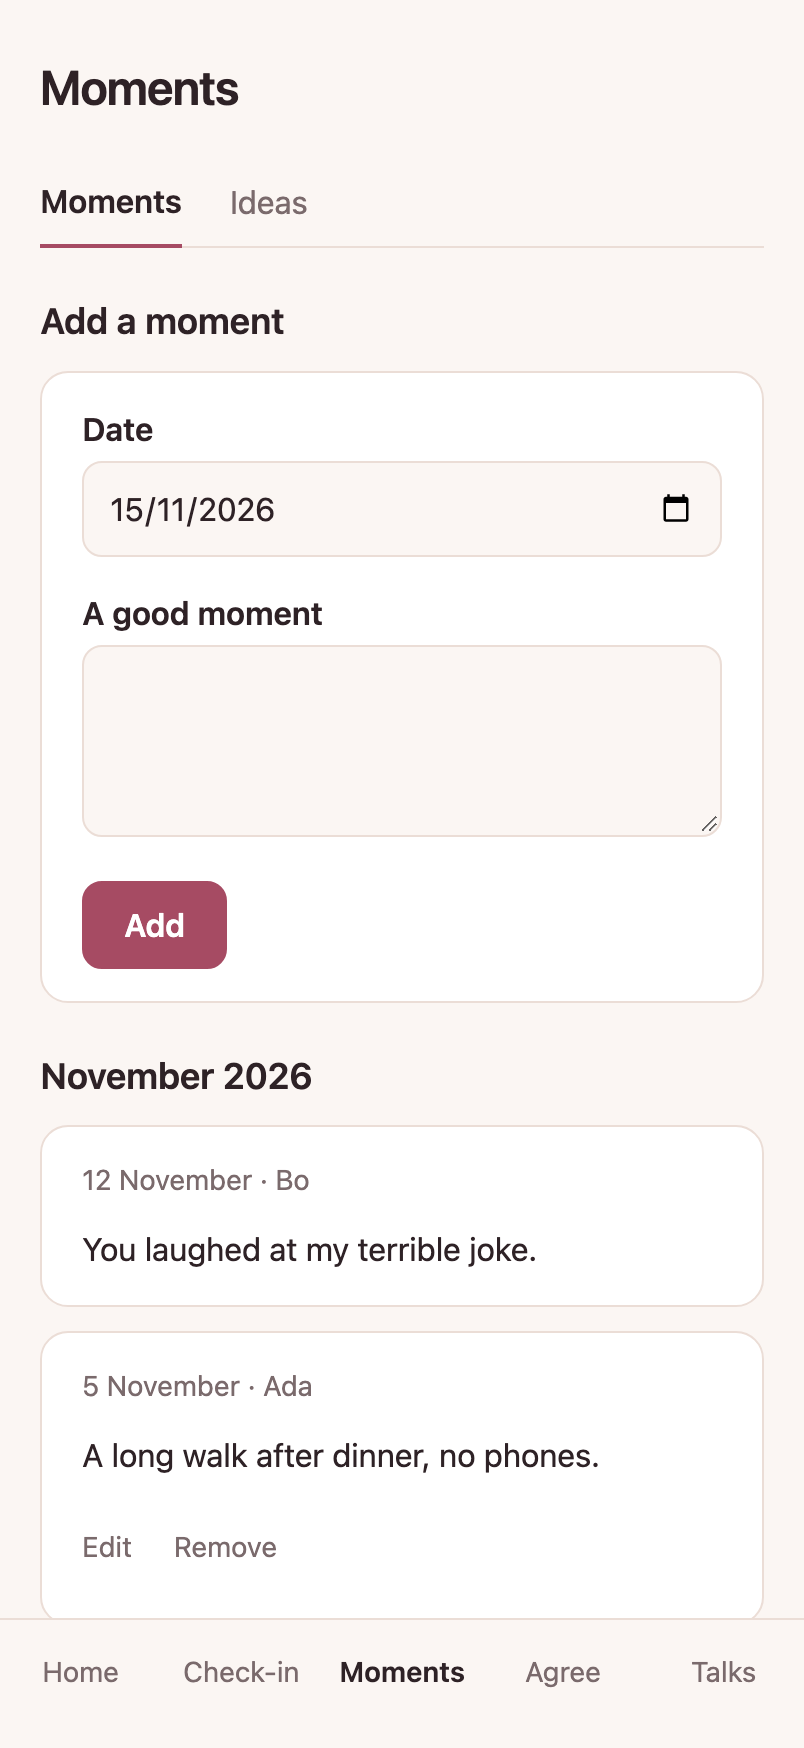 Moments
Moments Ideas
Add a moment
Date
15/11/2026
A good moment
Add
November 2026
12 November · Bo
You laughed at my terrible joke.
5 November · Ada
A long walk after dinner, no phones.
Edit Remove
Home Check-in Moments Agree Talks